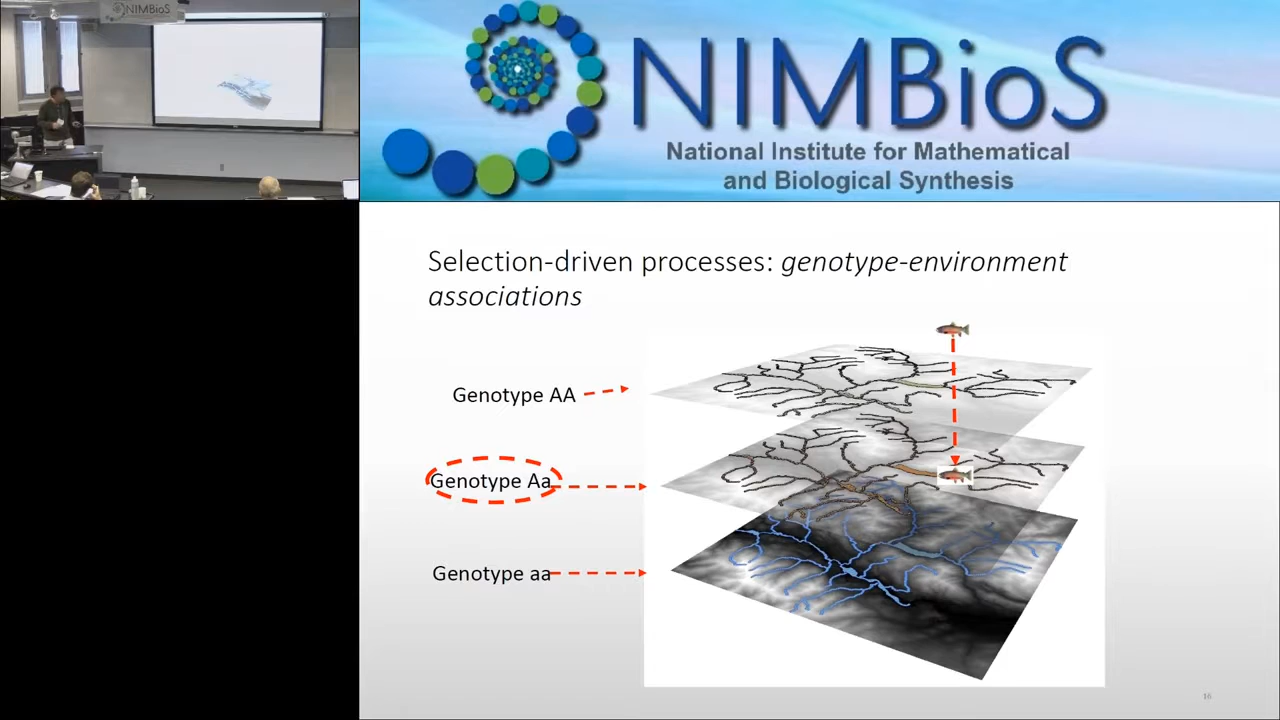 NIMBioS
NIMBioS
National Institute for Mathematical
and Biological Synthesis
Selection-driven processes: genotype-environment
associations
Genotype AA
Genotype Aa
Genotype aa
16